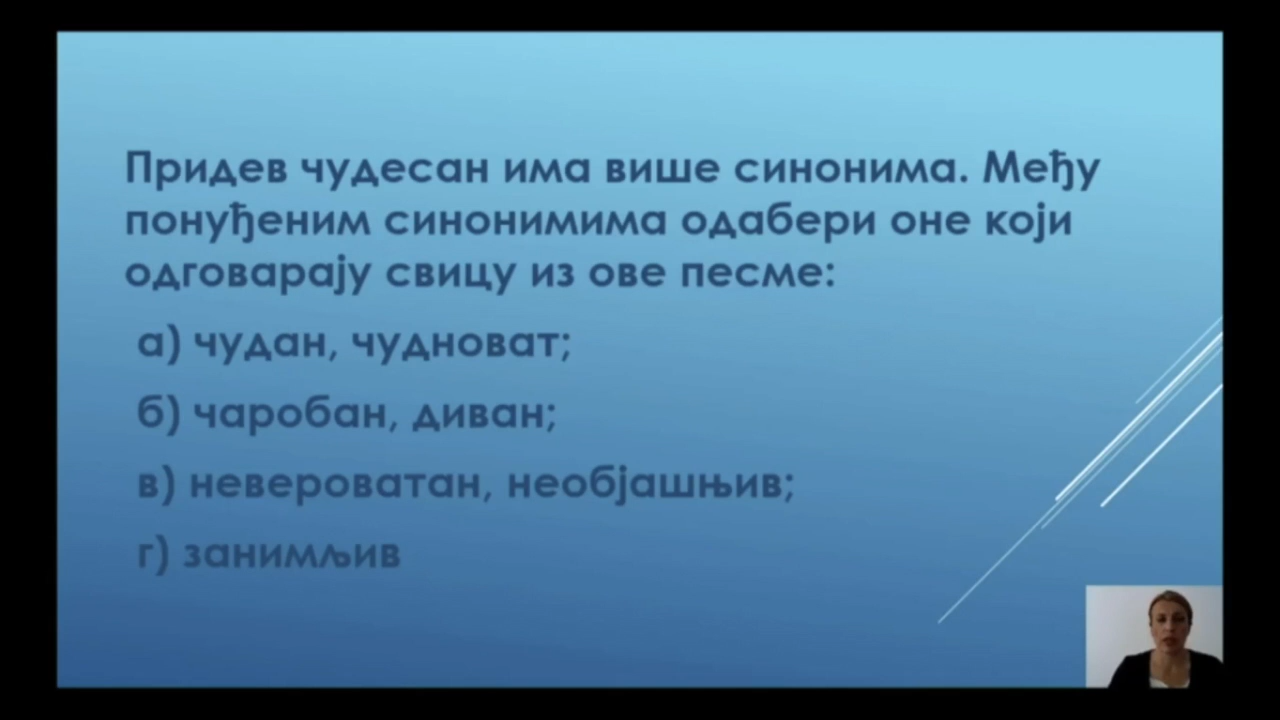 Придев чудесан има више синонима. Међу
понуђеним синонимима одабери оне који
одговарају свицу из ове песме:
а) чудан, чудноват;
б) чаробан, диван;
в) невероватан, необјашњив;
г) занимљив